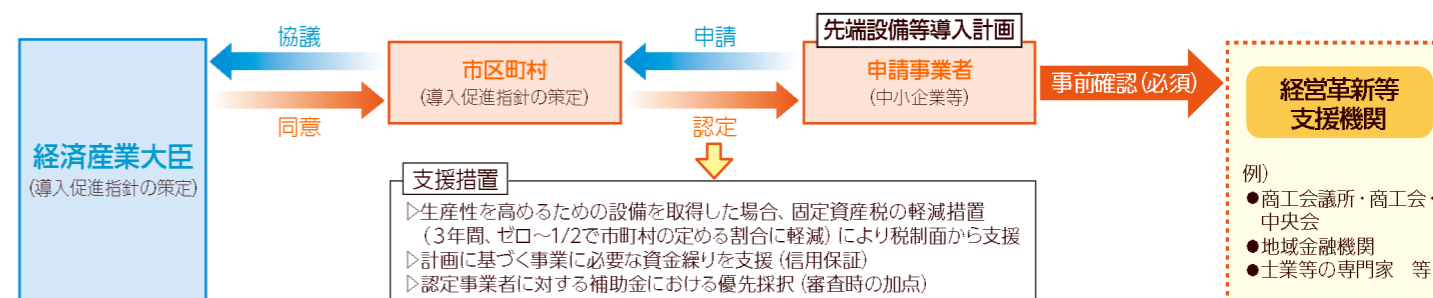 協議
同意
経済産業大臣
(導入促進指針の策定)
市区町村
(導入促進指針の策定)
申請
認定
先端設備等導入計画
申請事業者
(中小企業等)
事前確認(必須)
経営革新等
支援機関
例)
●商工会議所・商工会・
中央会
●地域金融機関
●士業等の専門家 等
支援措置
▷生産性を高めるための設備を取得した場合、固定資産税の軽減措置
(3年間、ゼロ～1/2で市町村の定める割合に軽減)により税制面から支援
▷計画に基づく事業に必要な資金繰りを支援(信用保証)
▷認定事業者に対する補助金における優先採択(審査時の加点)